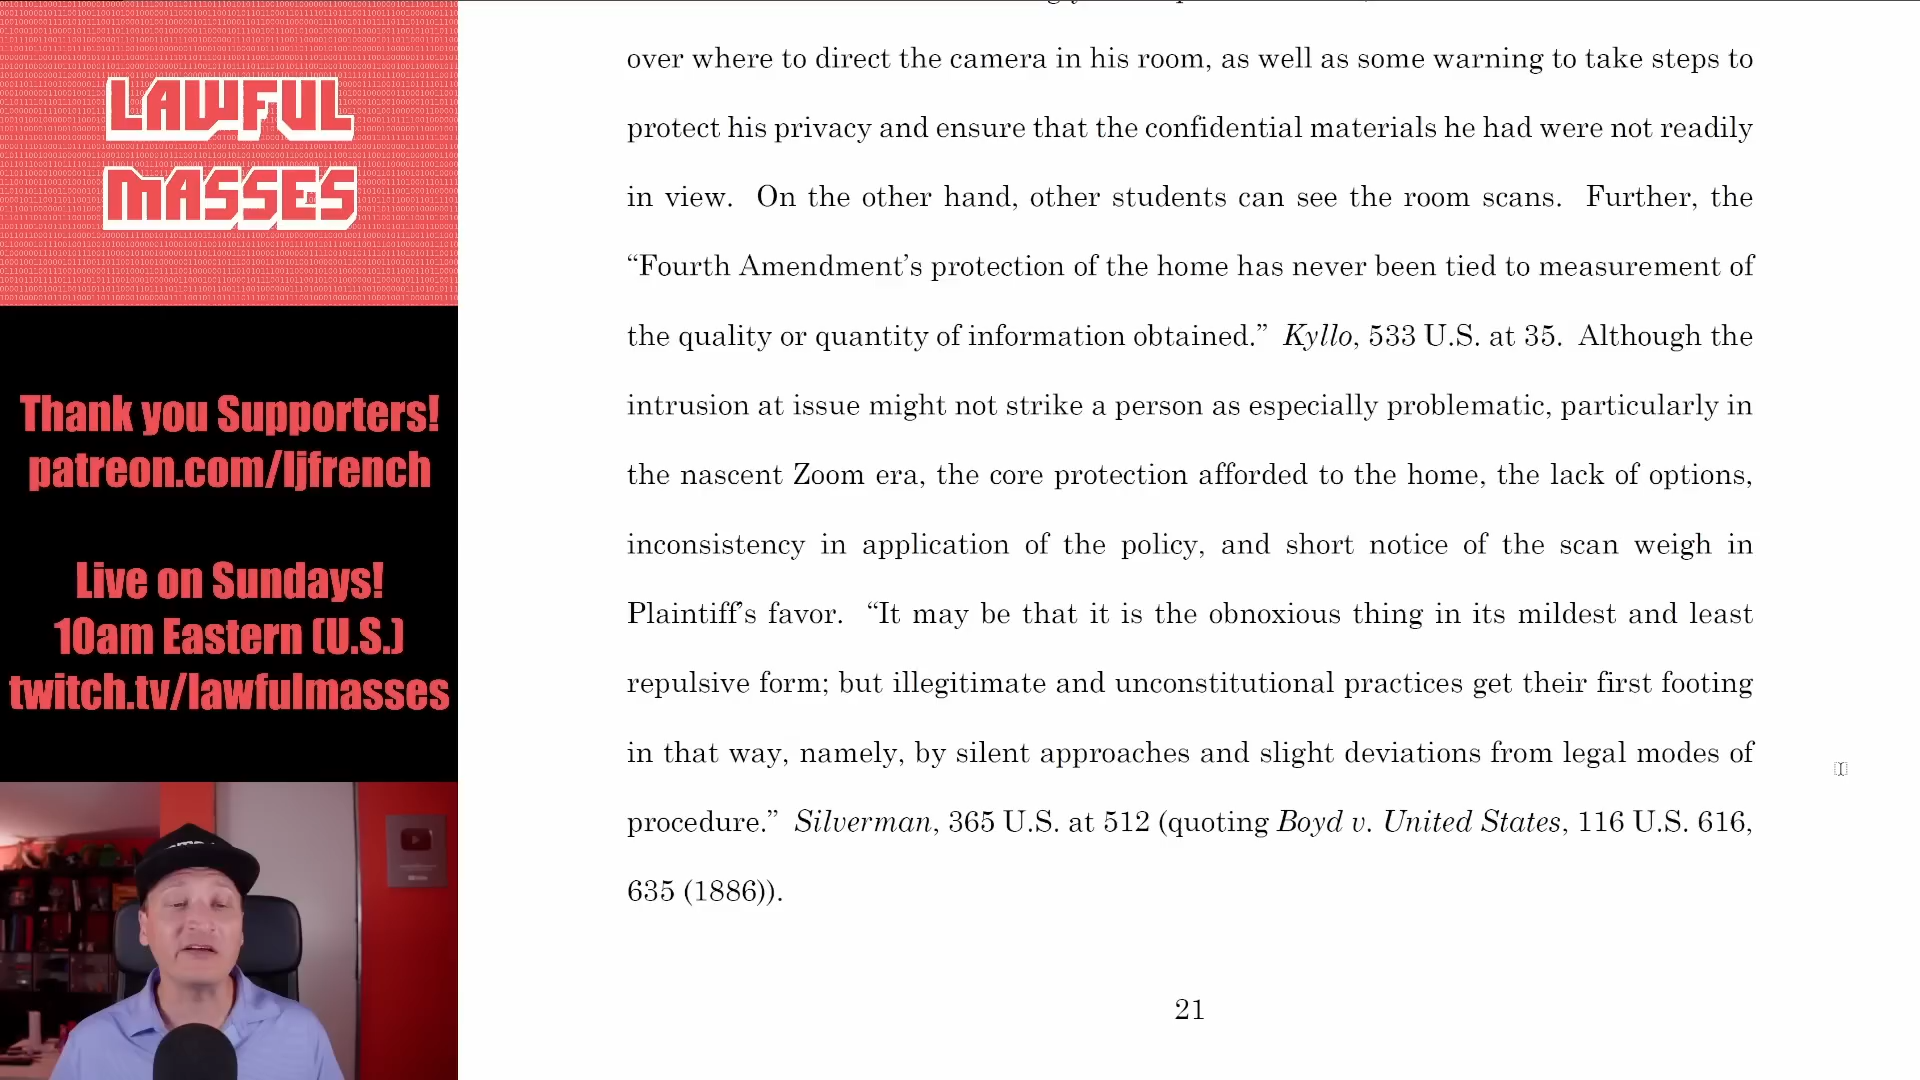 LAWFUL
MASSES
Thank you Supporters!
patreon.com/ljfrench
Live on Sundays!
10am Eastern (U.S.)
twitch.tv/lawfulmasses
over where to direct the camera in his room, as well as some warning to take steps to
protect his privacy and ensure that the confidential materials he had were not readily
in view. On the other hand, other students can see the room scans. Further, the
“Fourth Amendment’s protection of the home has never been tied to measurement of
the quality or quantity of information obtained.” Kyllo, 533 U.S. at 35. Although the
intrusion at issue might not strike a person as especially problematic, particularly in
the nascent Zoom era, the core protection afforded to the home, the lack of options,
inconsistency in application of the policy, and short notice of the scan weigh in
Plaintiff’s favor. “It may be that it is the obnoxious thing in its mildest and least
repulsive form; but illegitimate and unconstitutional practices get their first footing
in that way, namely, by silent approaches and slight deviations from legal modes of
procedure.” Silverman, 365 U.S. at 512 (quoting Boyd v. United States, 116 U.S. 616,
635 (1886)).
21